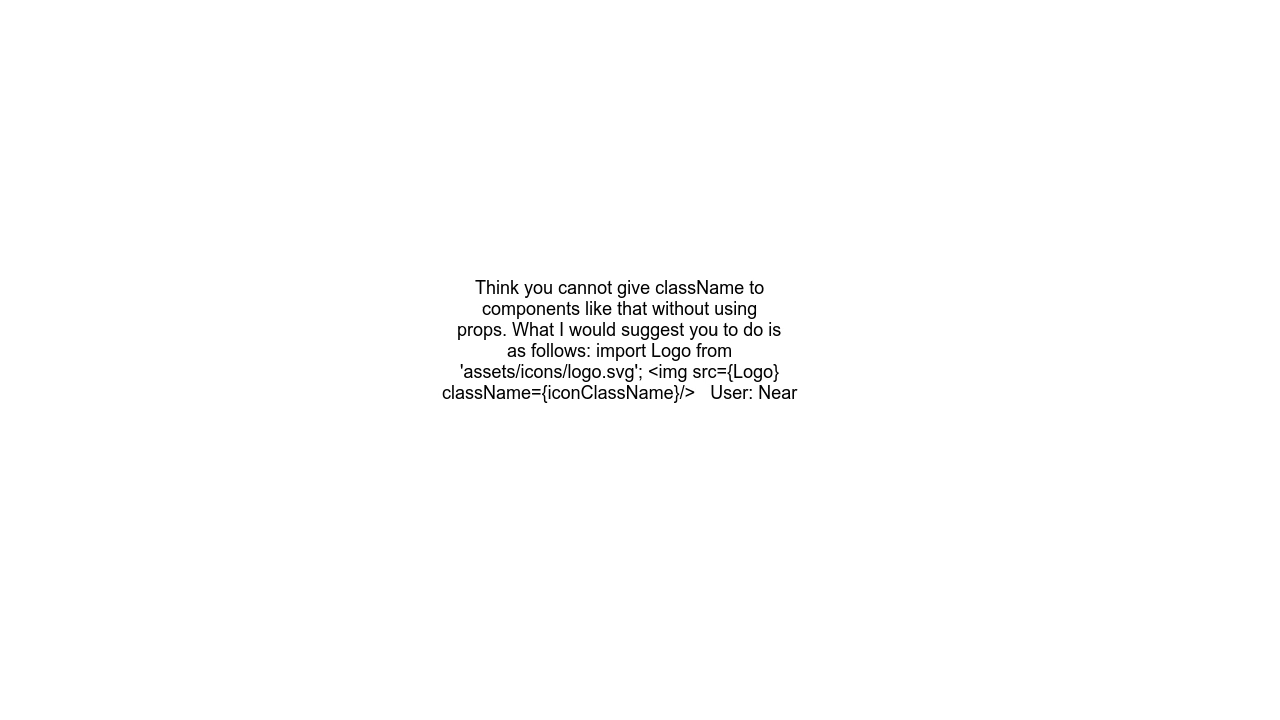 Think you cannot give className to
components like that without using
props. What I would suggest you to do is
as follows: import Logo from
'assets/icons/logo.svg'; <img src={Logo}
className={iconClassName}/>   User: Near